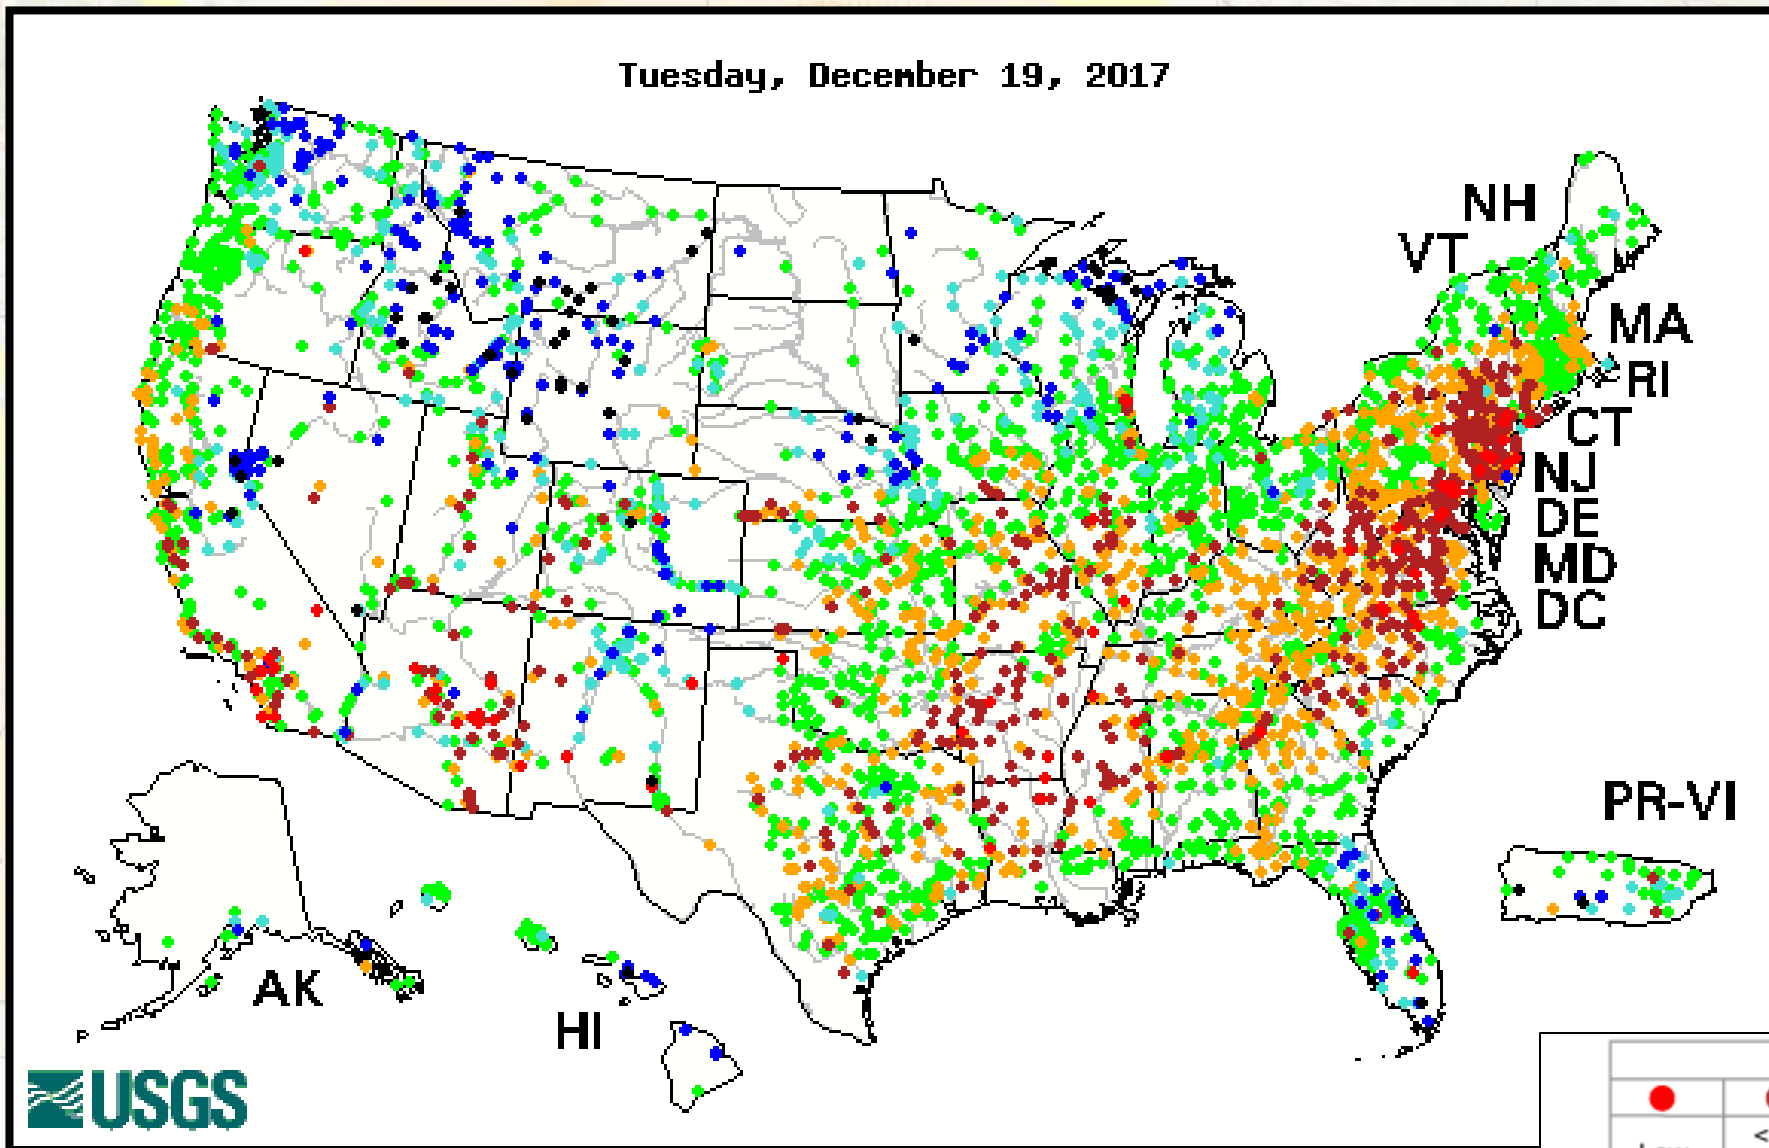 Tuesday, December 19, 2017
NH
VT
MA
RI
CT
NJ
DE
MD
DC
PR-VI
AK
HI
USGS
<